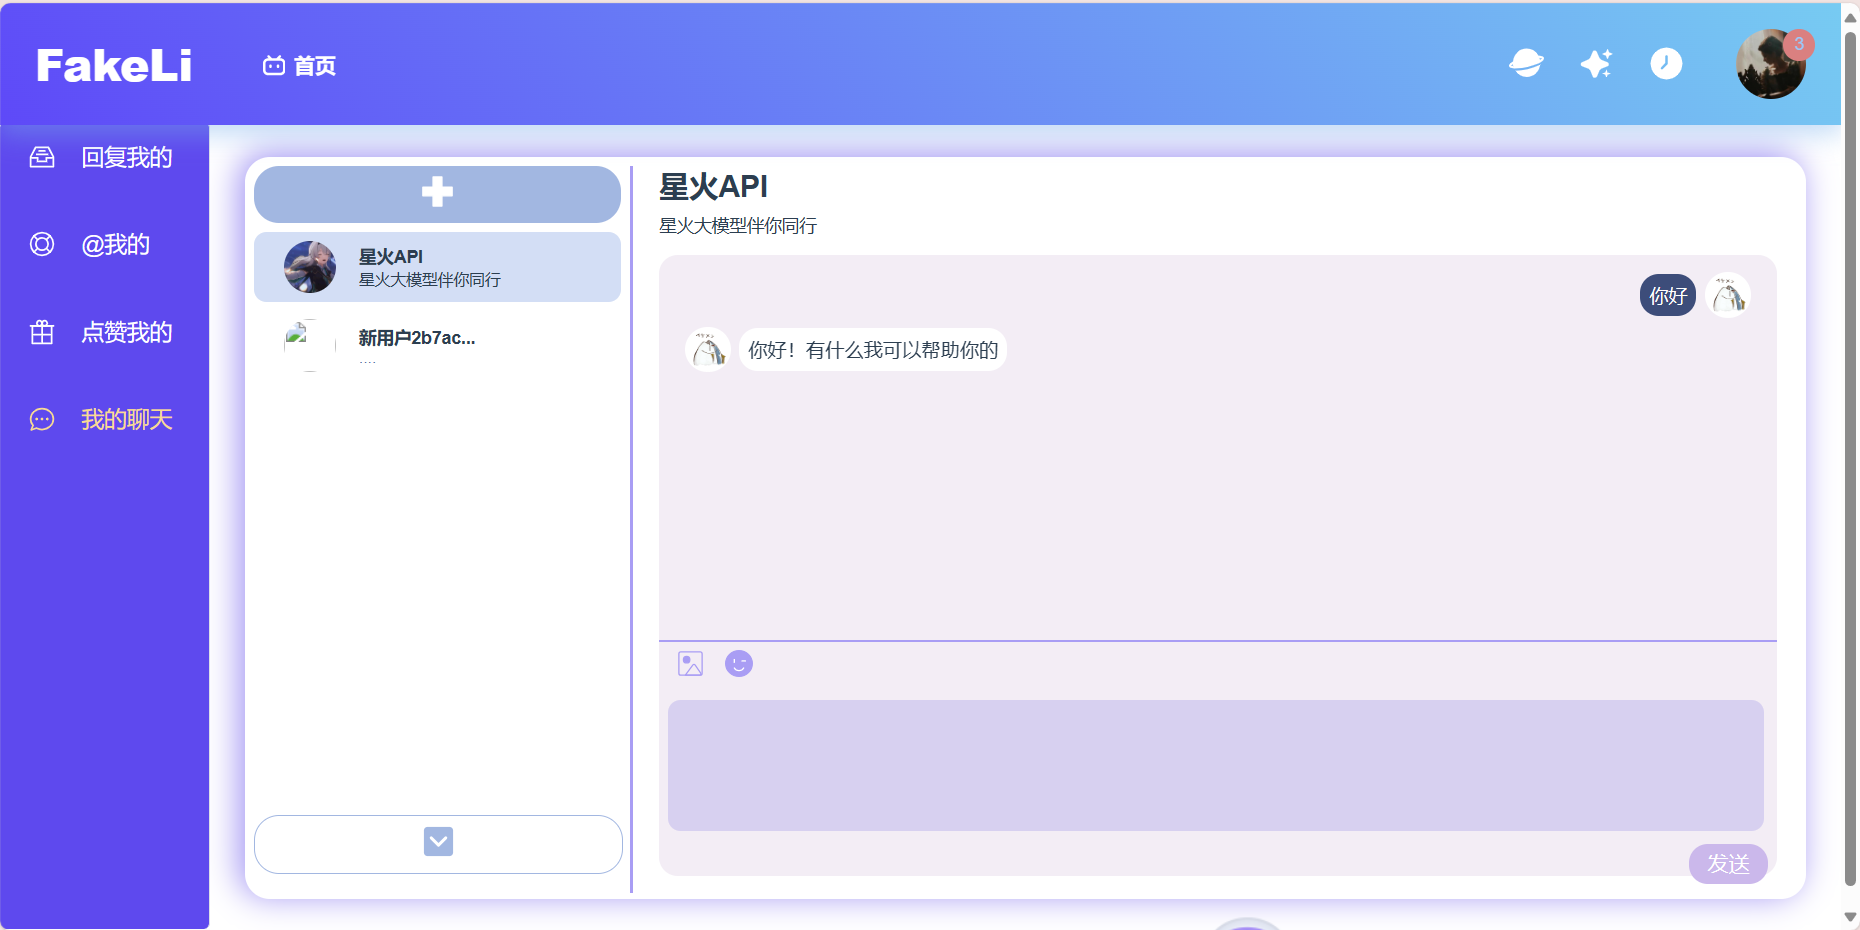 FakeLi
首页
3
回复我的
@我的
点赞我的
我的聊天
星火API
星火大模型伴你同行
新用户2b7ac...
....
星火API
星火大模型伴你同行
你好
你好！有什么我可以帮助你的
发送